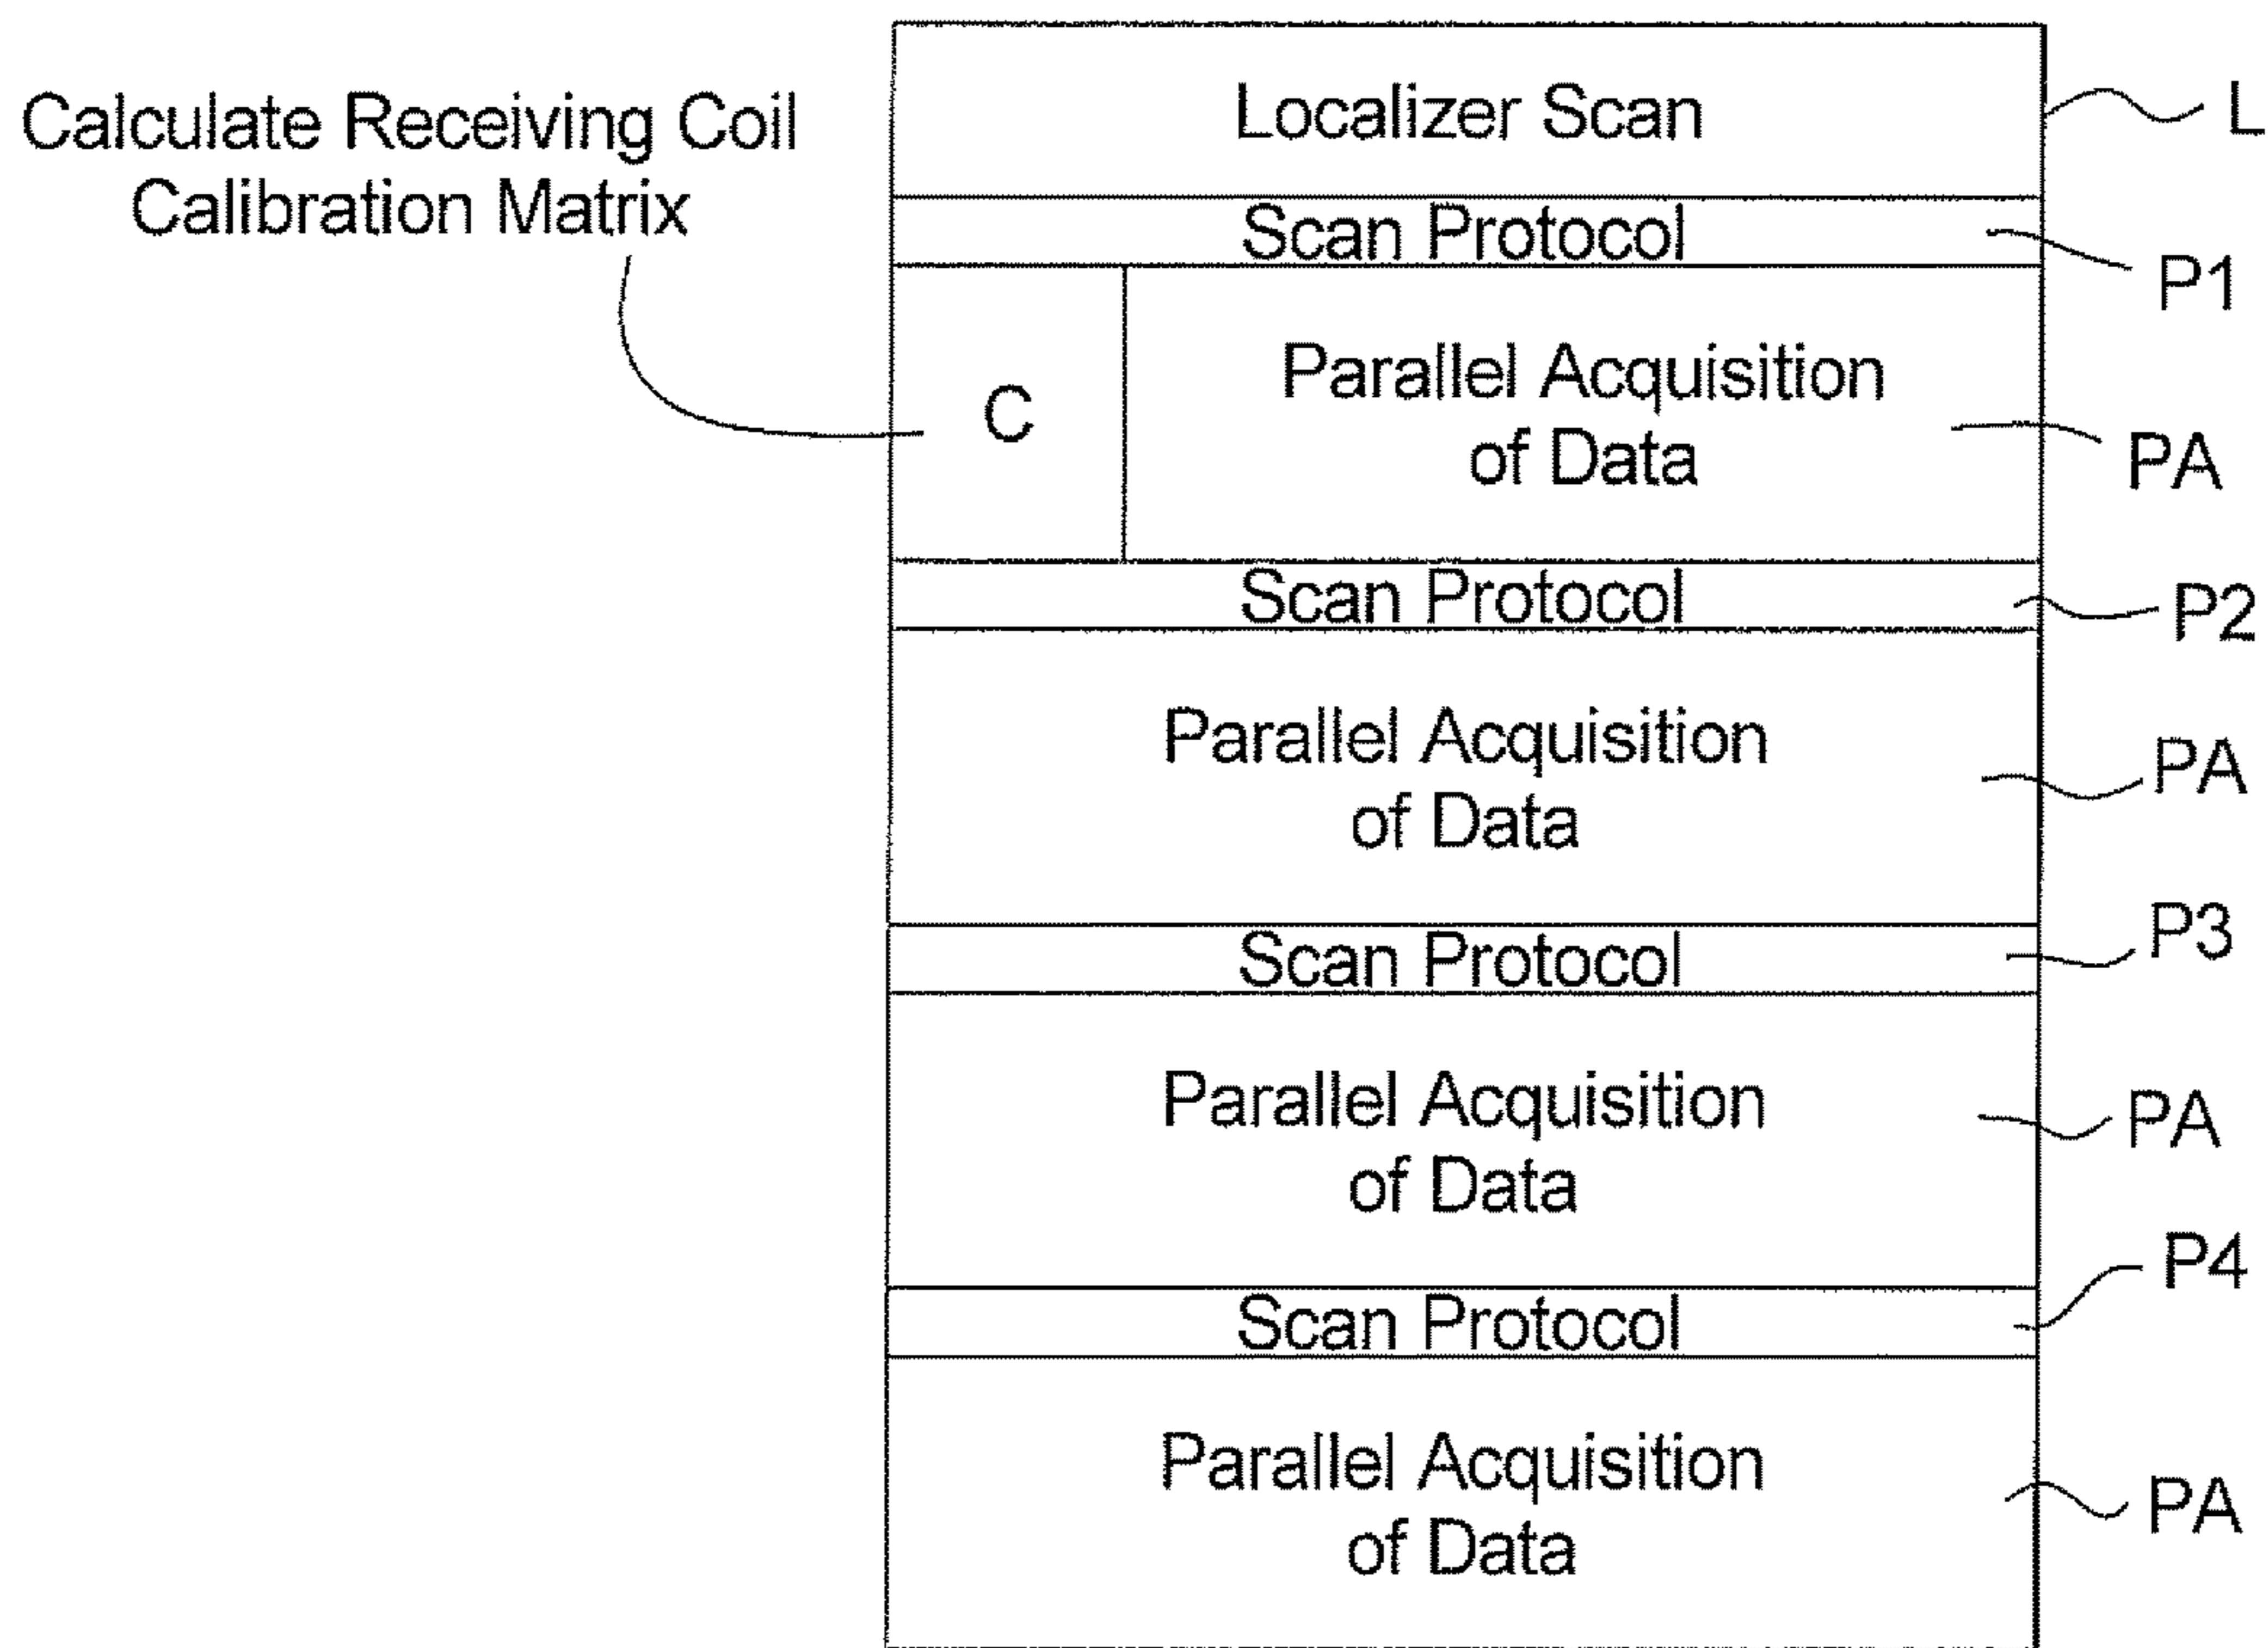 Calculate Receiving Coil
Calibration Matrix
Localizer Scan
L
Scan Protocol
P1
C
Parallel Acquisition
of Data
PA
Scan Protocol
P2
Parallel Acquisition
of Data
PA
Scan Protocol
P3
Parallel Acquisition
of Data
PA
Scan Protocol
P4
Parallel Acquisition
of Data
PA